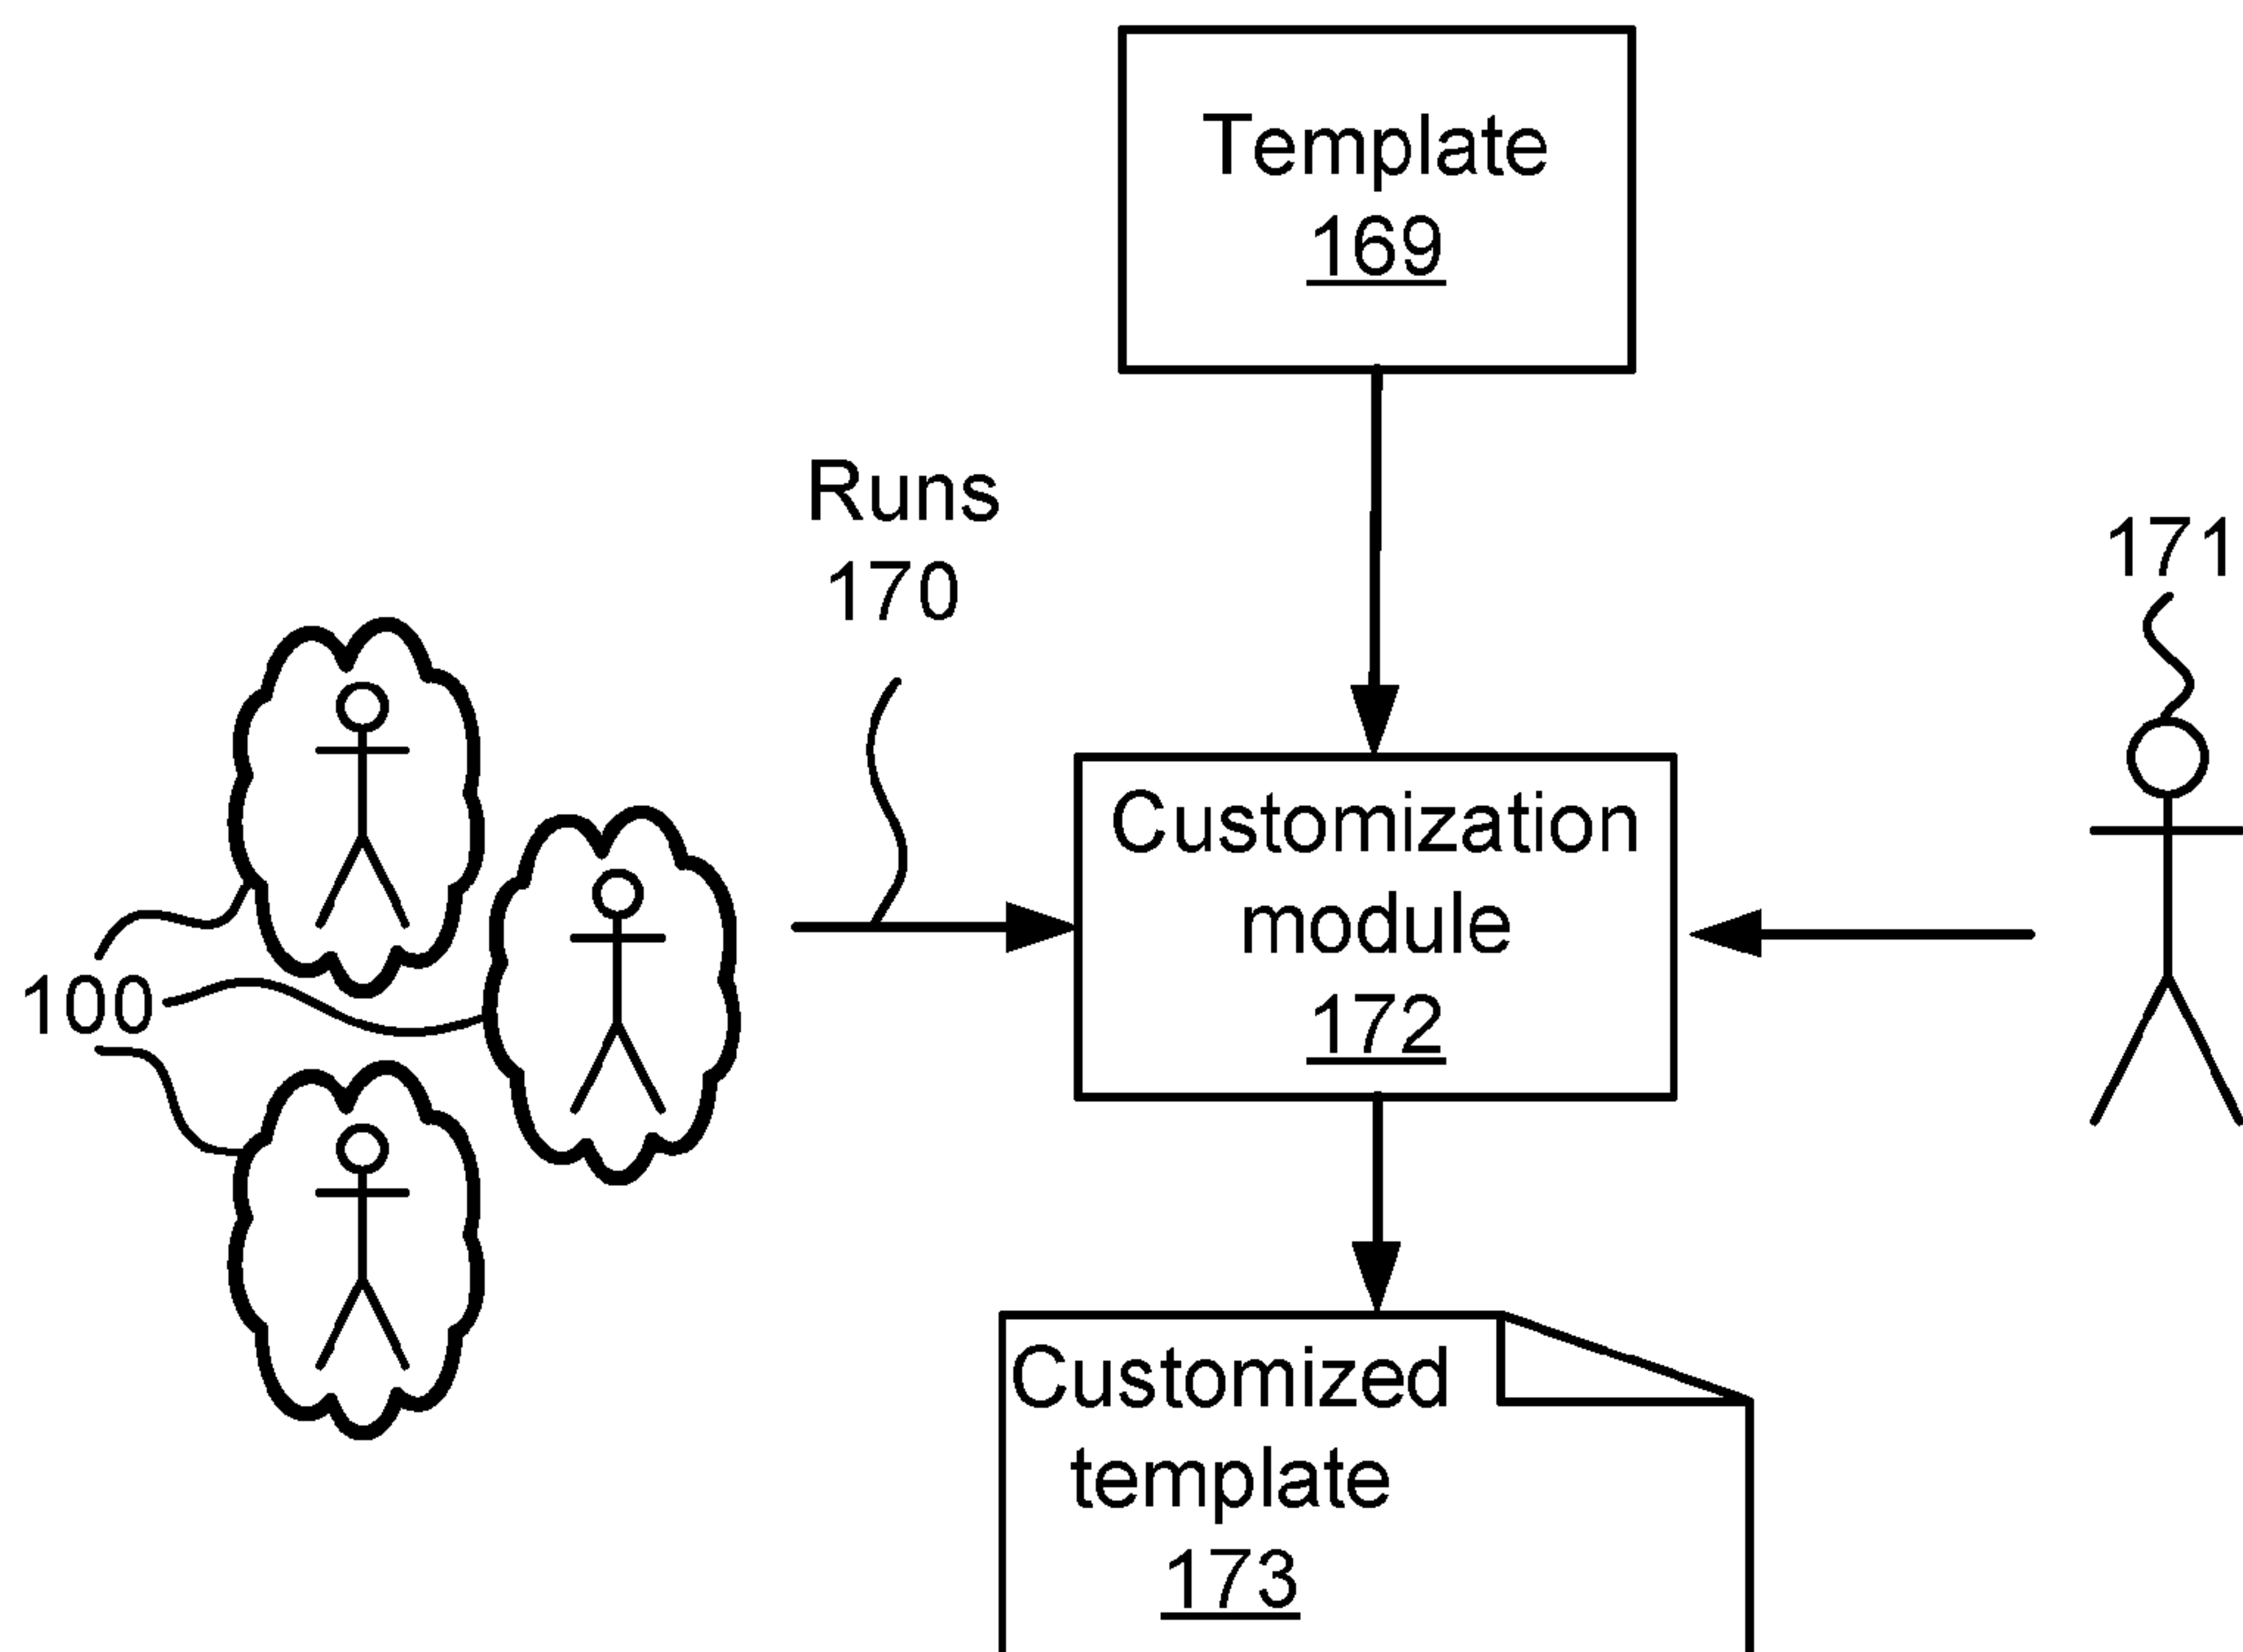 Template
169
Runs
170
171
Customization
module
172
100
Customized
template
173